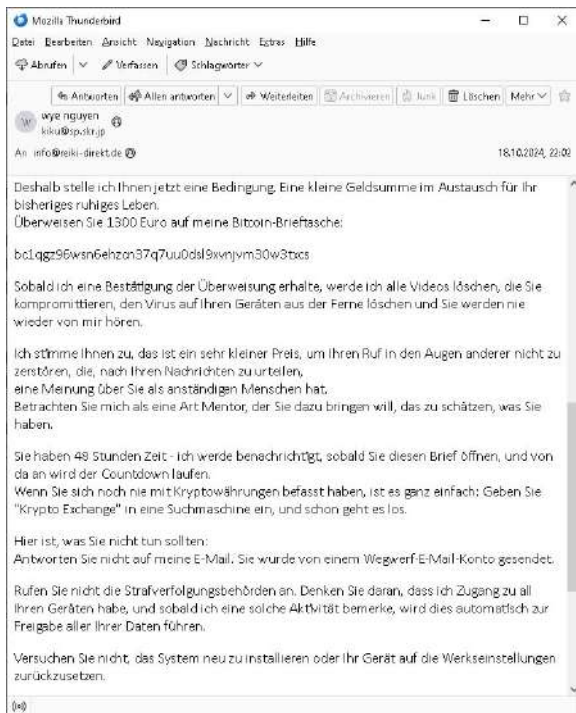 Mozilla Thunderbird
Datei Bearbeiten Ansicht Navigation Nachricht Extras Hilfe
Abrufen Verfassen Schlagwörter
Antworten Allen antworten Weiterleiten Archivieren Junk Löschen Mehr
W wye nguyen
kiku@sp.skr.jp
An info@reiki-direkt.de 18.10.2024, 22:02
Deshalb stelle ich Ihnen jetzt eine Bedingung. Eine kleine Geldsumme im Austausch für Ihr
bisheriges ruhiges Leben.
Überweisen Sie 1300 Euro auf meine Bitcoin-Brieftasche:
bc1qgz96wsn6ehzcn37q7uu0dsl9xvnjvm30w3txcs
Sobald ich eine Bestätigung der Überweisung erhalte, werde ich alle Videos löschen, die Sie
kompromittieren, den Virus auf Ihren Geräten aus der Ferne löschen und Sie werden nie
wieder von mir hören.
Ich stimme Ihnen zu, das ist ein sehr kleiner Preis, um Ihren Ruf in den Augen anderer nicht zu
zerstören, die, nach Ihren Nachrichten zu urteilen,
eine Meinung über Sie als anständigen Menschen hat.
Betrachten Sie mich als eine Art Mentor, der Sie dazu bringen will, das zu schätzen, was Sie
haben.
Sie haben 48 Stunden Zeit - ich werde benachrichtigt, sobald Sie diesen Brief öffnen, und von
da an wird der Countdown laufen.
Wenn Sie sich noch nie mit Kryptowährungen befasst haben, ist es ganz einfach: Geben Sie
"Krypto Exchange" in eine Suchmaschine ein, und schon geht es los.
Hier ist, was Sie nicht tun sollten:
Antworten Sie nicht auf meine E-Mail. Sie wurde von einem Wegwerf-E-Mail-Konto gesendet.
Rufen Sie nicht die Strafverfolgungsbehörden an. Denken Sie daran, dass ich Zugang zu all
Ihren Geräten habe, und sobald ich eine solche Aktivität bemerke, wird dies automatisch zur
Freigabe aller Ihrer Daten führen.
Versuchen Sie nicht, das System neu zu installieren oder Ihr Gerät auf die Werkseinstellungen
zurückzusetzen.